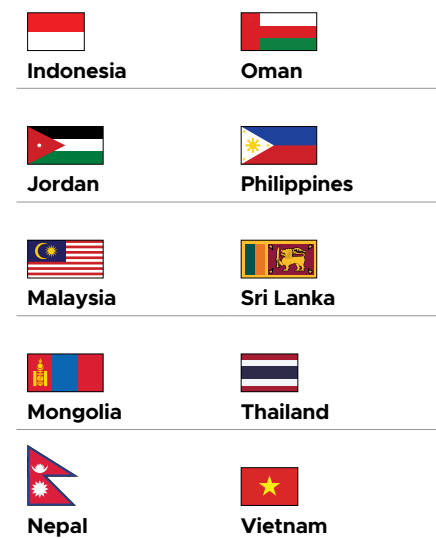 Indonesia
Oman
Jordan
Philippines
Malaysia
Sri Lanka
Mongolia
Thailand
Nepal
Vietnam